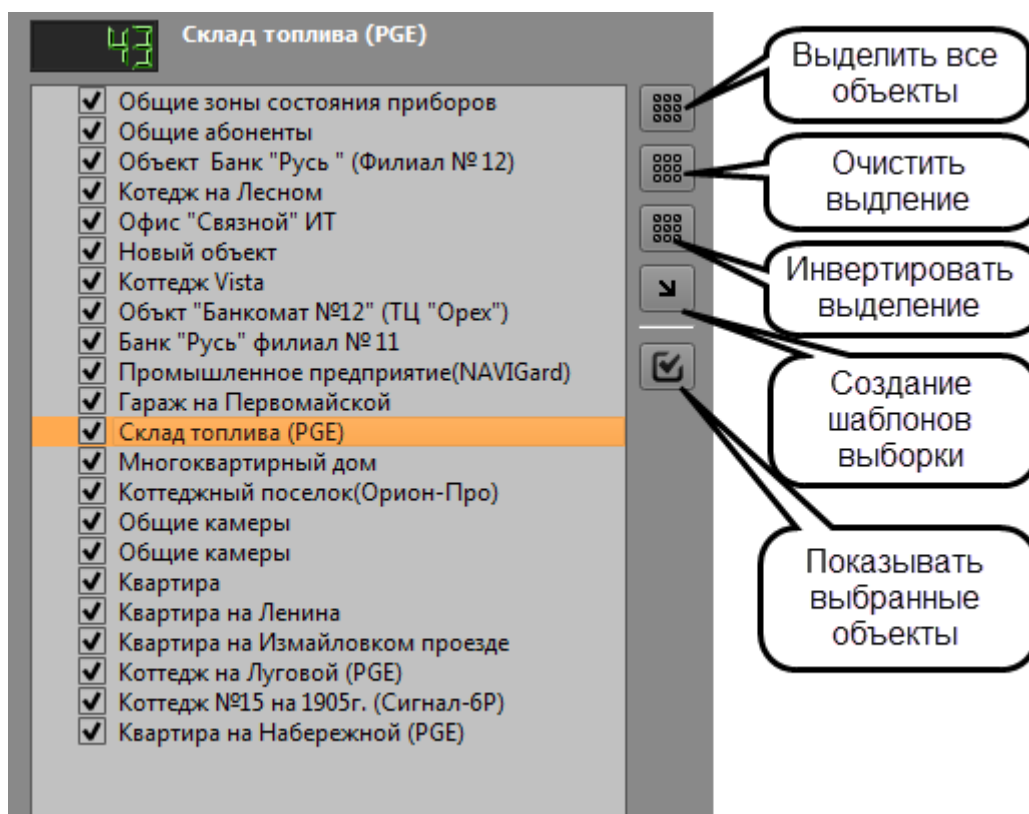 43
Склад топлива (PGE)
Общие зоны состояния приборов
Общие абоненты
Объект Банк "Русь " (Филиал № 12)
Котедж на Лесном
Офис "Связной" ИТ
Новый объект
Коттедж Vista
Объкт "Банкомат №12" (ТЦ "Орех")
Банк "Русь" филиал № 11
Промышленное предприятие(NAVIGard)
Гараж на Первомайской
Склад топлива (PGE)
Многоквартирный дом
Коттеджный поселок(Орион-Про)
Общие камеры
Общие камеры
Квартира
Квартира на Ленина
Квартира на Измайловком проезде
Коттедж на Луговой (PGE)
Коттедж №15 на 1905г. (Сигнал-6Р)
Квартира на Набережной (PGE)
Выделить все
объекты
Очистить
выдление
Инвертировать
выделение
Создание
шаблонов
выборки
Показывать
выбранные
объекты